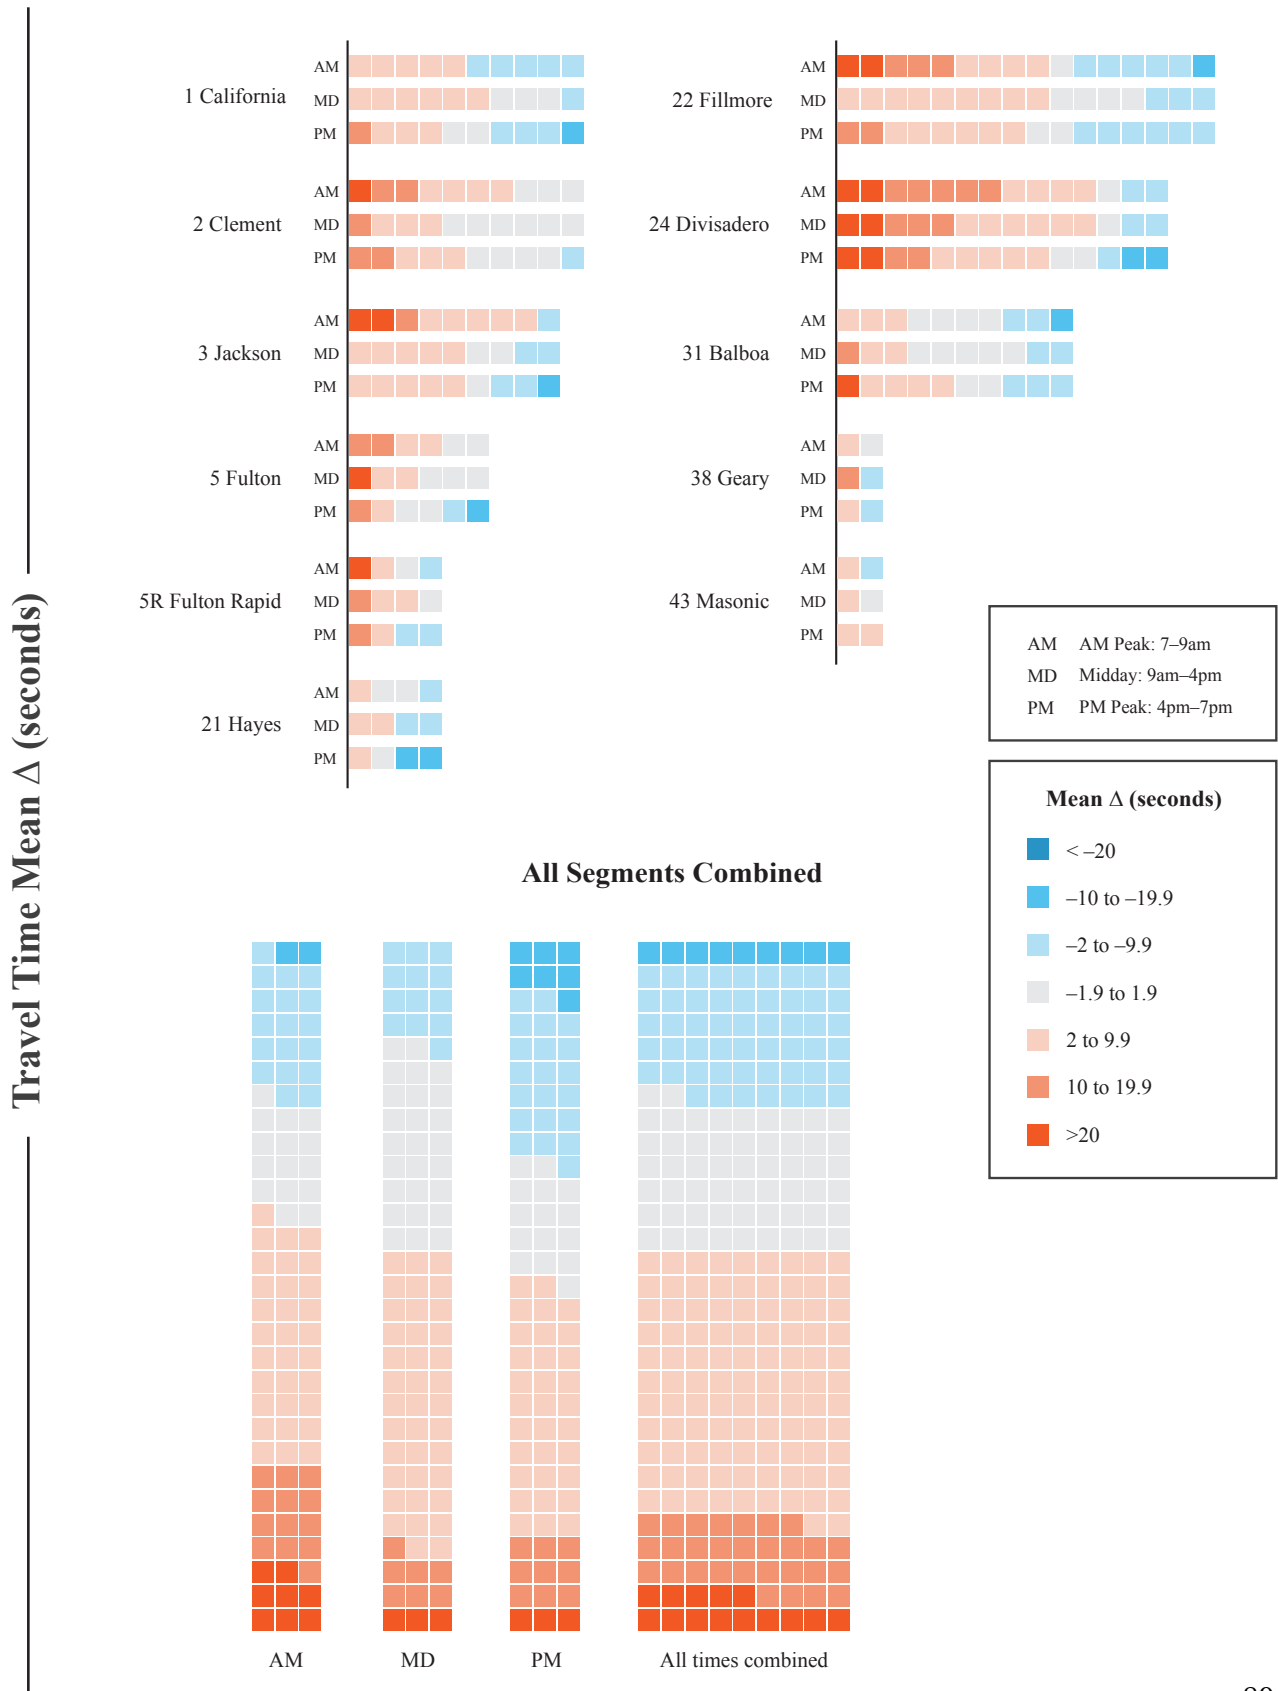 Travel Time Mean Δ (seconds)
1 California
AM
MD
PM
2 Clement
AM
MD
PM
3 Jackson
AM
MD
PM
5 Fulton
AM
MD
PM
5R Fulton Rapid
AM
MD
PM
21 Hayes
AM
MD
PM
22 Fillmore
AM
MD
PM
24 Divisadero
AM
MD
PM
31 Balboa
AM
MD
PM
38 Geary
AM
MD
PM
43 Masonic
AM
MD
PM
AM AM Peak: 7–9am
MD Midday: 9am–4pm
PM PM Peak: 4pm–7pm
Mean Δ (seconds)
< –20
–10 to –19.9
–2 to –9.9
–1.9 to 1.9
2 to 9.9
10 to 19.9
>20
All Segments Combined
AM
MD
PM
All times combined